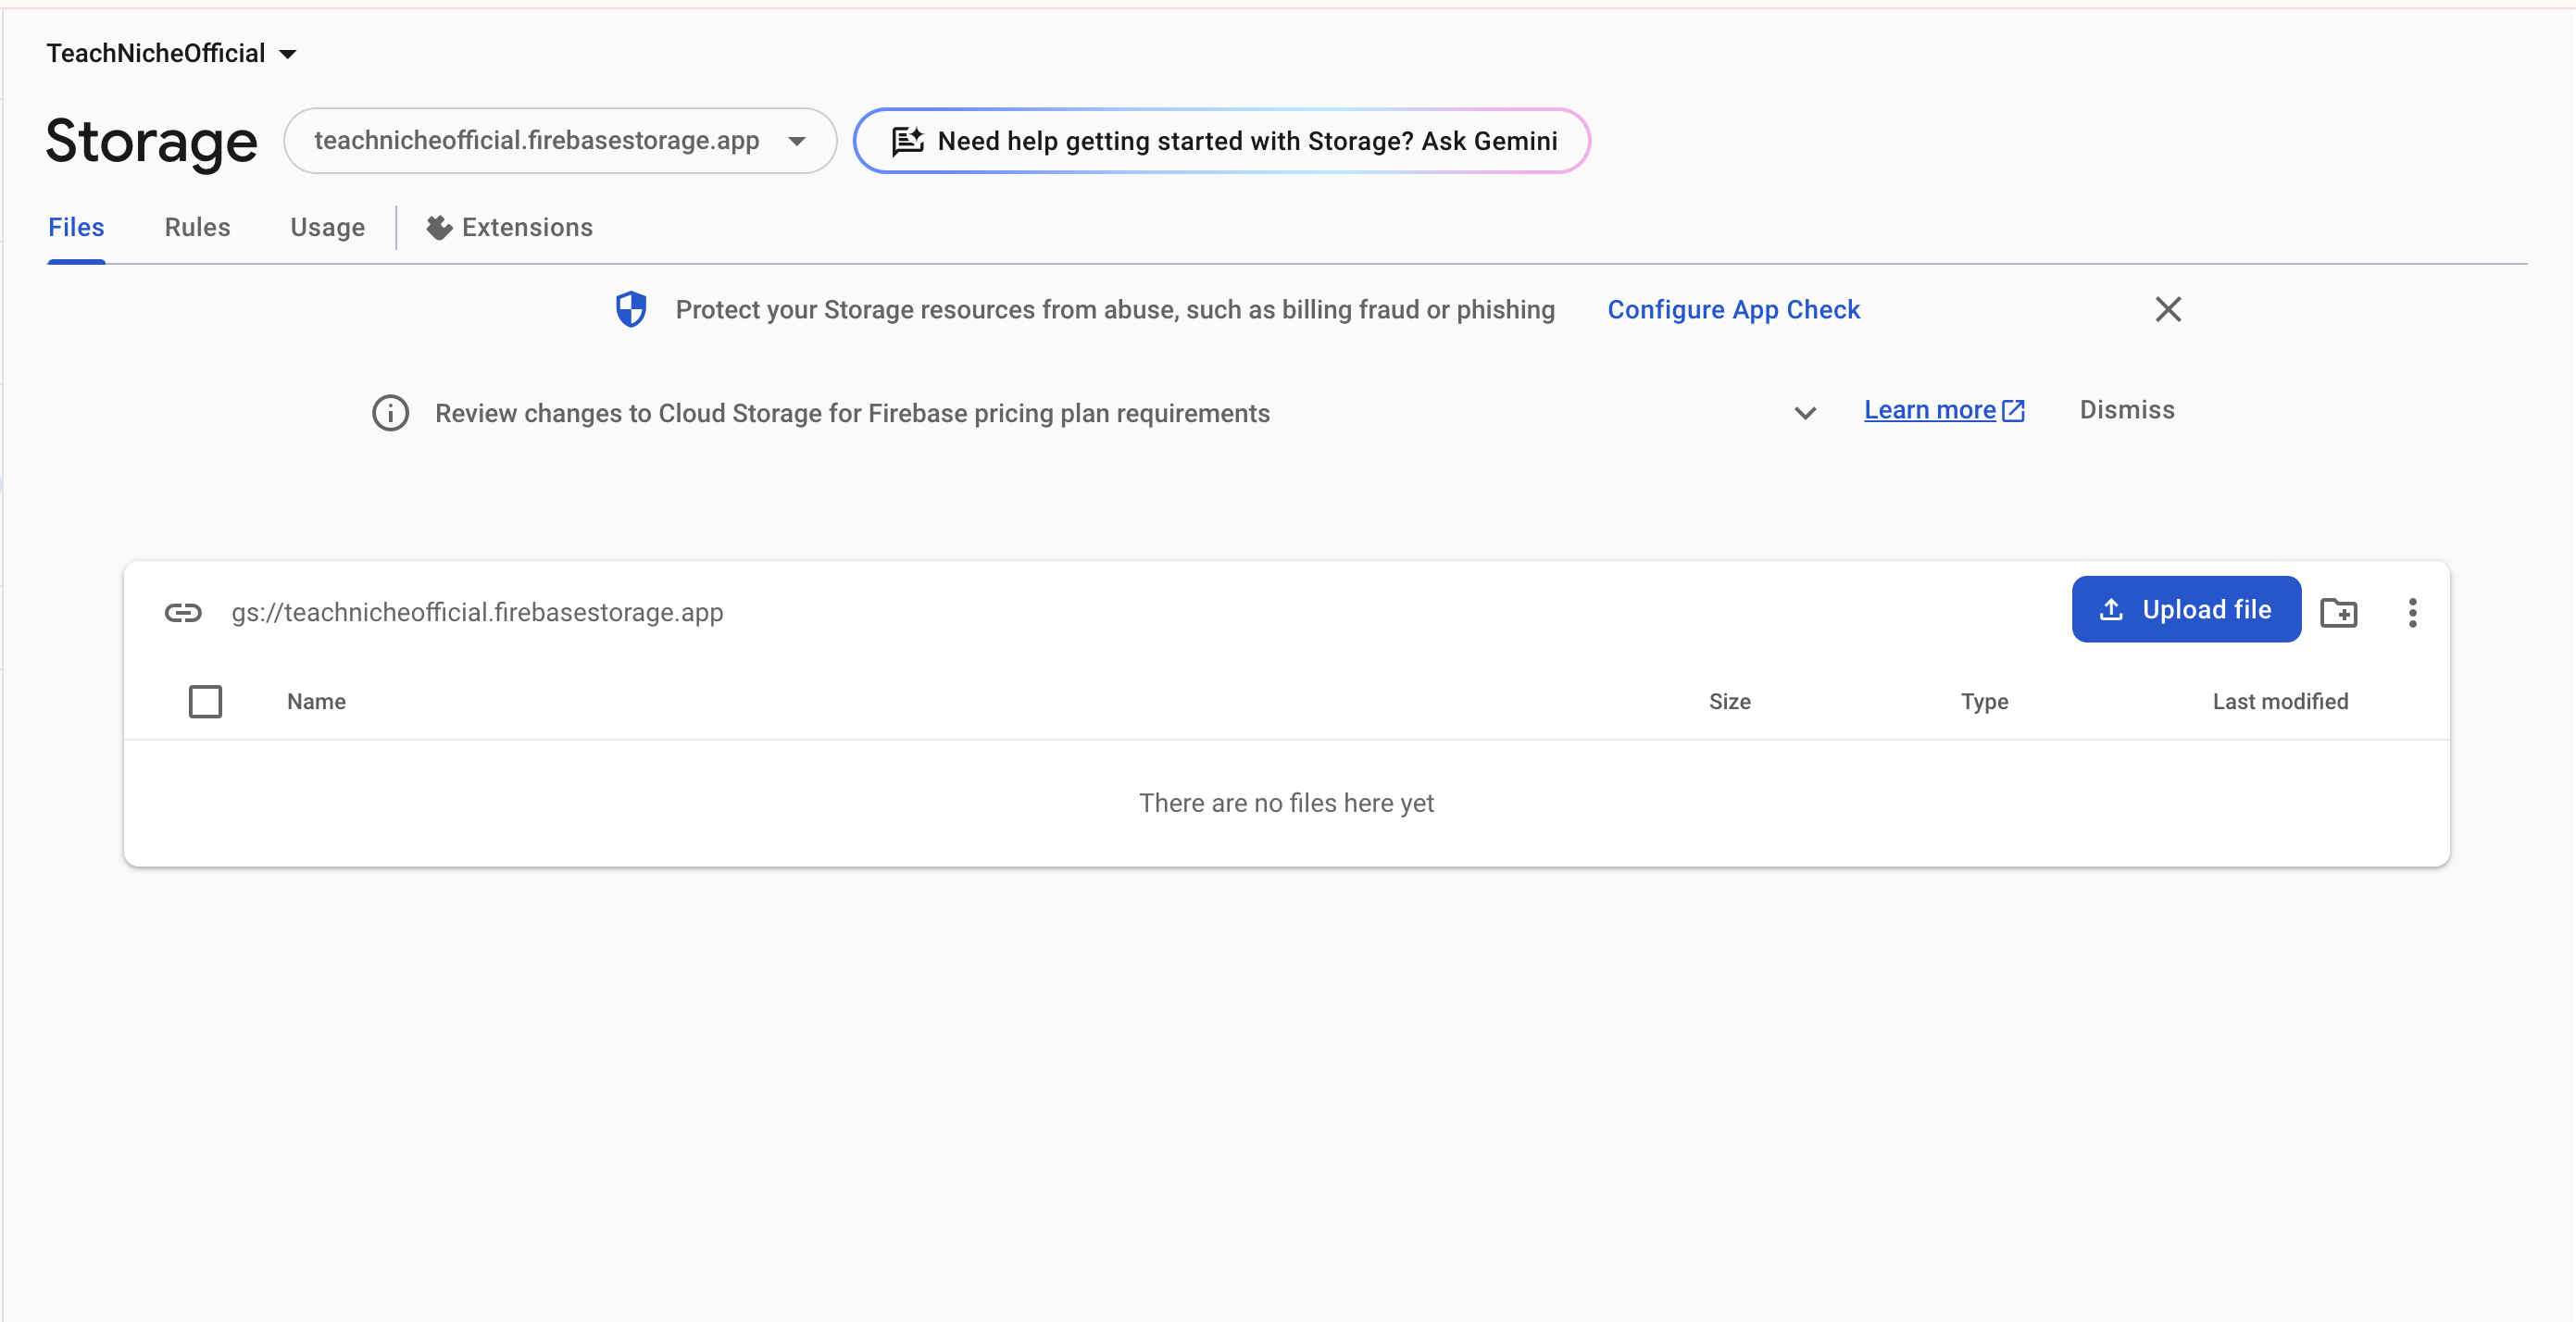 TeachNicheOfficial
Storage
teachnicheofficial.firebasestorage.app
Need help getting started with Storage? Ask Gemini
Files Rules Usage Extensions
Protect your Storage resources from abuse, such as billing fraud or phishing Configure App Check
Review changes to Cloud Storage for Firebase pricing plan requirements Learn more Dismiss
gs://teachnicheofficial.firebasestorage.app Upload file
Name Size Type Last modified
There are no files here yet